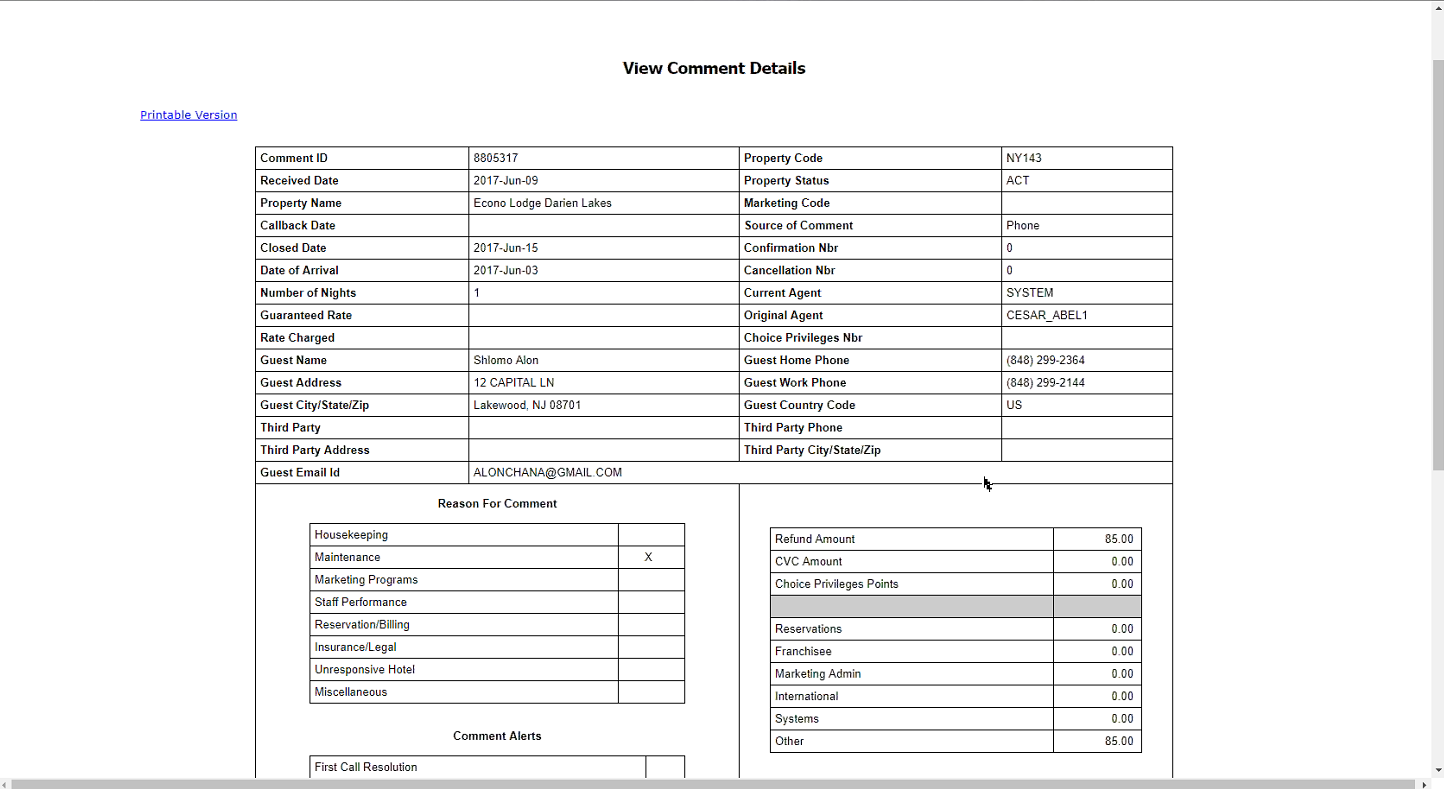 View Comment Details
Printable Version
Comment ID 8805317 Property Code NY143
Received Date 2017-Jun-09 Property Status ACT
Property Name Econo Lodge Darien Lakes Marketing Code
Callback Date Source of Comment Phone
Closed Date 2017-Jun-15 Confirmation Nbr 0
Date of Arrival 2017-Jun-03 Cancellation Nbr 0
Number of Nights 1 Current Agent SYSTEM
Guaranteed Rate Original Agent CESAR_ABEL1
Rate Charged Choice Privileges Nbr
Guest Name Shlomo Alon Guest Home Phone (848) 299-2364
Guest Address 12 CAPITAL LN Guest Work Phone (848) 299-2144
Guest City/State/Zip Lakewood, NJ 08701 Guest Country Code US
Third Party Third Party Phone
Third Party Address Third Party City/State/Zip
Guest Email Id ALONCHANA@GMAIL.COM
Reason For Comment
Housekeeping
Maintenance X
Marketing Programs
Staff Performance
Reservation/Billing
Insurance/Legal
Unresponsive Hotel
Miscellaneous
Comment Alerts
First Call Resolution
Refund Amount 85.00
CVC Amount 0.00
Choice Privileges Points 0.00
Reservations 0.00
Franchisee 0.00
Marketing Admin 0.00
International 0.00
Systems 0.00
Other 85.00